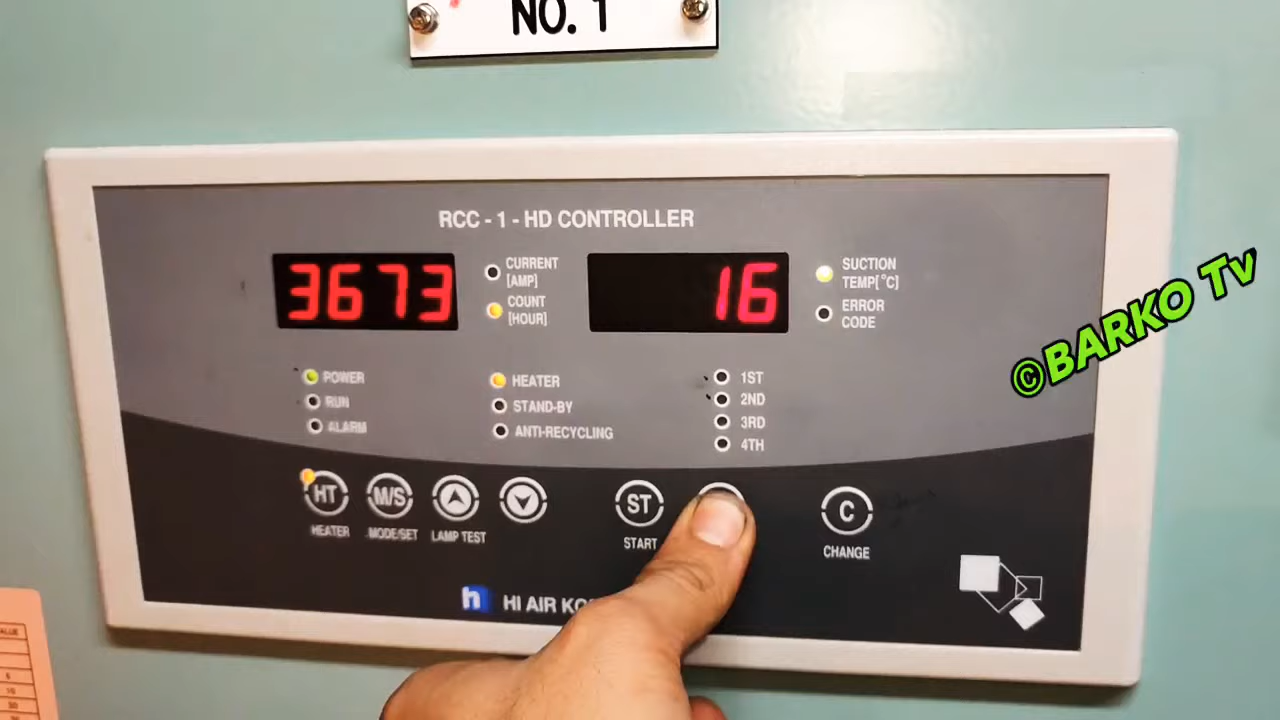 NO. 1
RCC - 1 - HD CONTROLLER
3673
CURRENT
[AMP]
COUNT
[HOUR]
16
SUCTION
TEMP[°C]
ERROR
CODE
POWER
RUN
ALARM
HEATER
STAND-BY
ANTI-RECYCLING
1ST
2ND
3RD
4TH
HT
HEATER
M/S
MODE/SET
LAMP TEST
ST
START
C
CHANGE
h HI AIR
©BARKO Tv